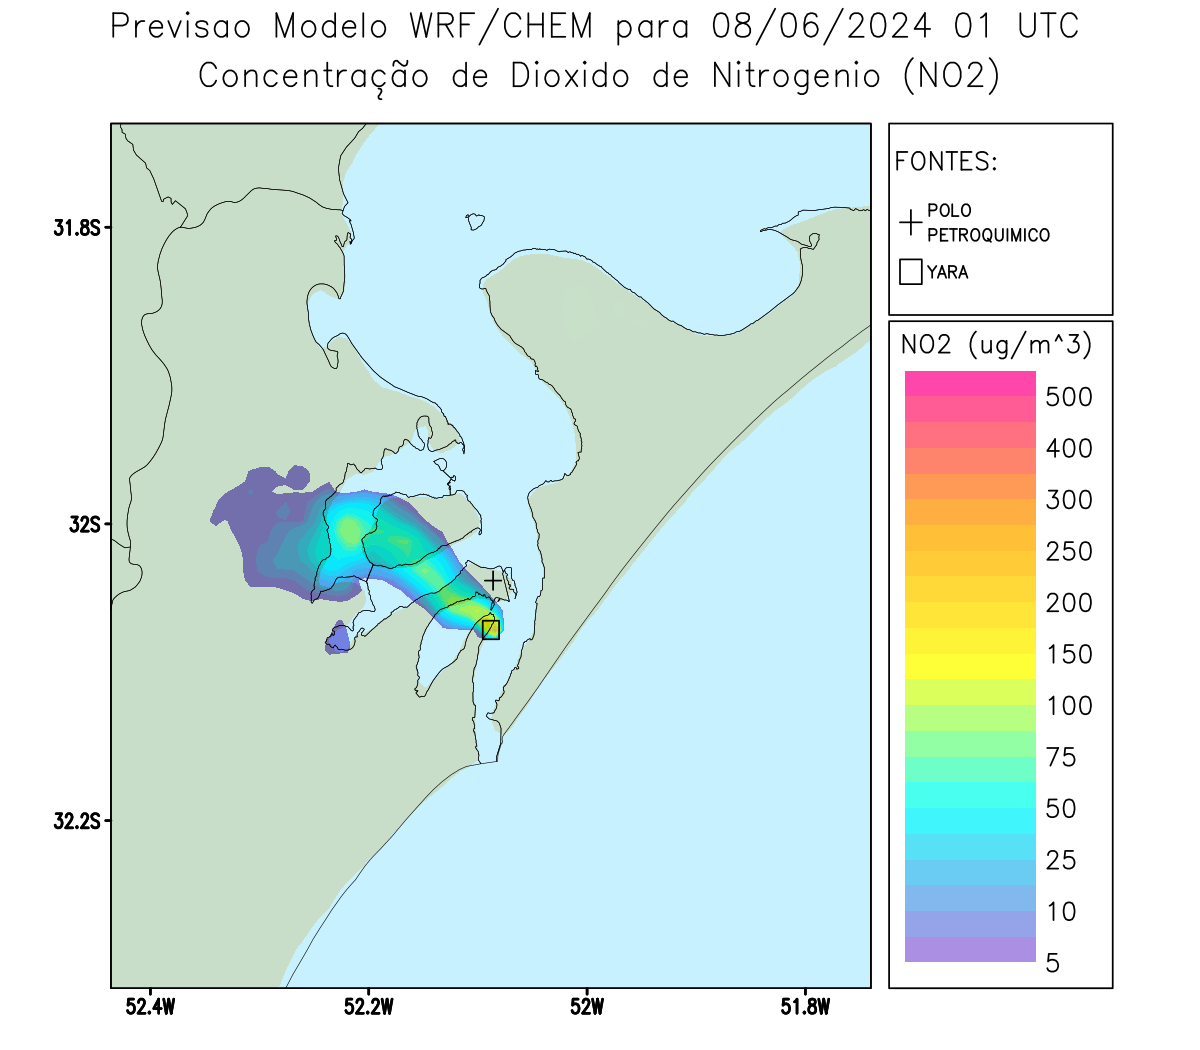 Previsao Modelo WRF/CHEM para 08/06/2024 01 UTC
Concentração de Dioxido de Nitrogenio (NO2)
FONTES:
POLO
PETROQUIMICO
YARA
NO2 (ug/m^3)
500
400
300
250
200
150
100
75
50
25
10
5
31.8S
32S
32.2S
52.4W
52.2W
52W
51.8W